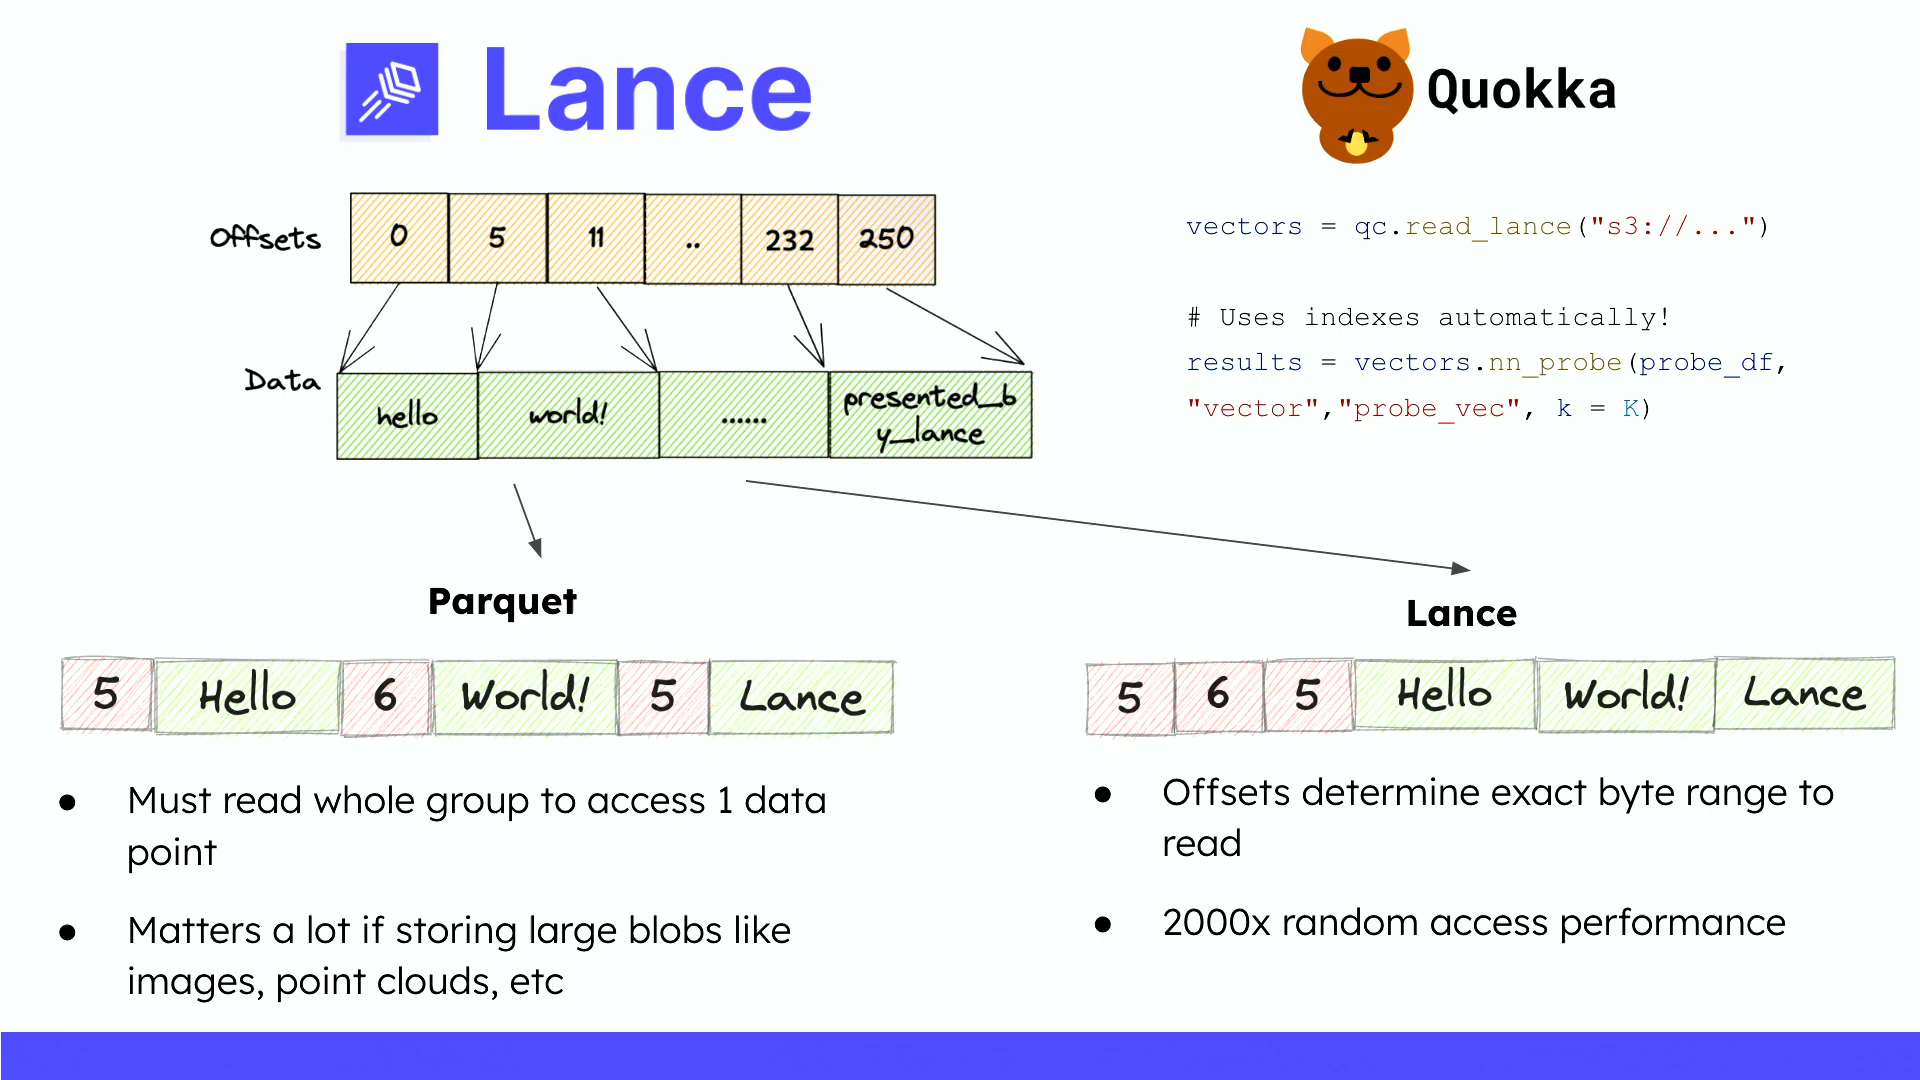 Lance
Quokka
Offsets
0 5 11 .. 232 250
Data
hello world! ...... presented_b
y_lance
vectors = qc.read_lance("s3://...")
# Uses indexes automatically!
results = vectors.nn_probe(probe_df,
"vector","probe_vec", k = K)
Parquet
5 Hello 6 World! 5 Lance
● Must read whole group to access 1 data
point
● Matters a lot if storing large blobs like
images, point clouds, etc
Lance
5 6 5 Hello World! Lance
● Offsets determine exact byte range to
read
● 2000x random access performance